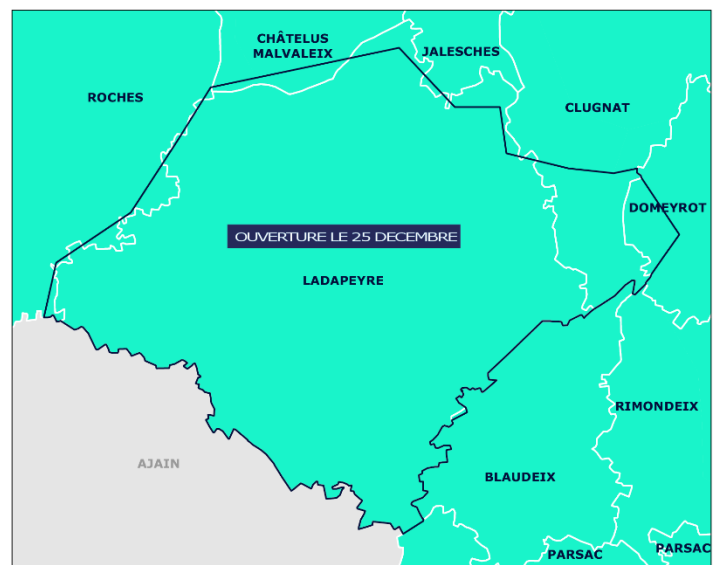 CHÂTELUS
MALVALEIX
JALESCHES
ROCHES
CLUGNAT
DOMEYROT
OUVERTURE LE 25 DECEMBRE
LADAPEYRE
RIMONDEIX
AJAIN
BLAUDEIX
PARSAC
PARSAC